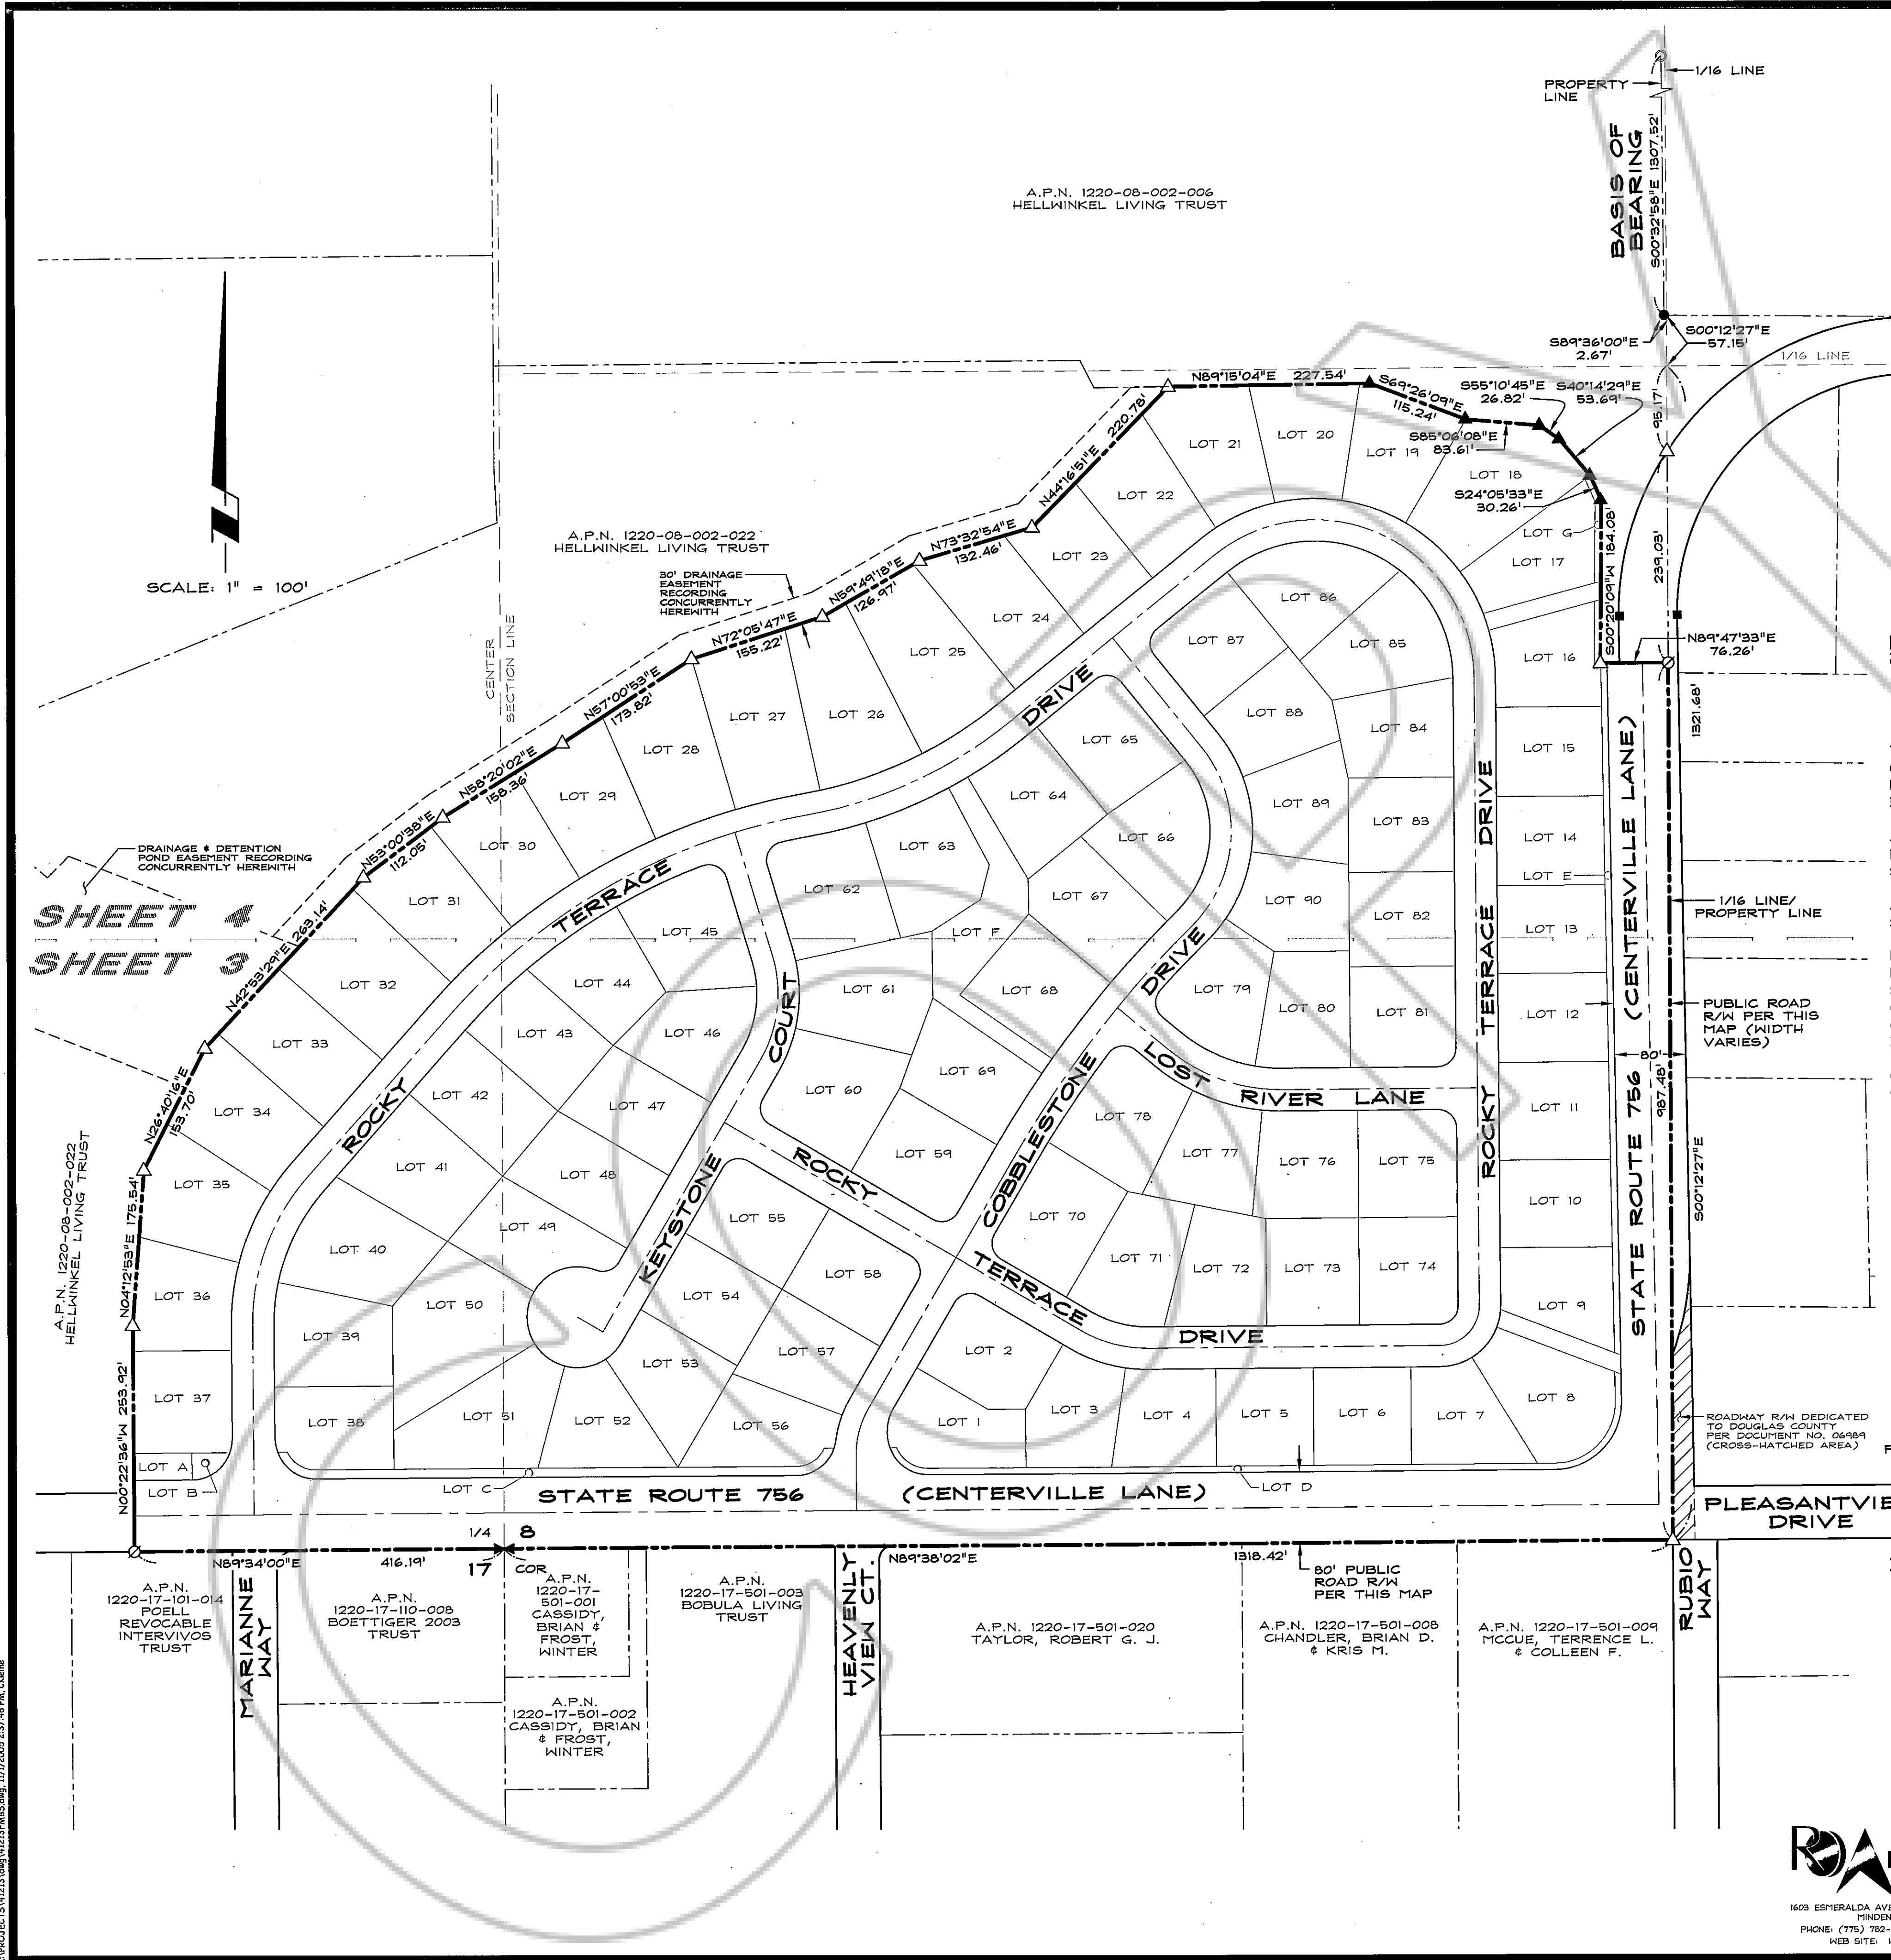 PROPERTY
LINE
1/16 LINE
BASIS OF
BEARING
S00°32'58"E 1307.52'
A.P.N. 1220-08-002-006
HELLWINKEL LIVING TRUST
S89°36'00"E
2.67'
S00°12'27"E
57.15'
1/16 LINE
95.17'
239.03'
N89°15'04"E 227.54'
S69°26'09"E
115.24'
S85°06'08"E
83.61'
S55°10'45"E
26.82'
S40°14'29"E
53.69'
S24°05'33"E
30.26'
S00°20'09"W 184.08'
N89°47'33"E
76.26'
1321.68'
SCALE: 1" = 100'
CENTER
SECTION LINE
A.P.N. 1220-08-002-022
HELLWINKEL LIVING TRUST
30' DRAINAGE
EASEMENT
RECORDING
CONCURRENTLY
HEREWITH
N44°16'51"E 220.78'
N73°32'54"E
132.46'
N59°49'18"E
126.97'
N72°05'47"E
155.22'
N57°00'53"E
173.82'
N58°20'02"E
158.36'
N53°00'38"E
112.05'
N42°53'29"E 263.14'
N26°40'16"E
153.70'
N04°12'53"E 175.54'
N00°22'36"W 253.92'
DRAINAGE & DETENTION
POND EASEMENT RECORDING
CONCURRENTLY HEREWITH
SHEET 4
SHEET 3
A.P.N. 1220-08-002-022
HELLWINKEL LIVING TRUST
LOT 21
LOT 20
LOT 19
LOT 18
LOT 22
LOT G
LOT 17
LOT 23
LOT 24
LOT 86
LOT 87
LOT 85
LOT 25
LOT 16
LOT 27
LOT 26
LOT 88
LOT 84
LOT 28
LOT 65
LOT 15
LOT 29
LOT 64
LOT 89
LOT 83
LOT 30
LOT 63
LOT 66
LOT 14
LOT 62
LOT E
LOT 31
LOT 67
LOT 90
LOT 82
LOT 45
LOT F
LOT 13
LOT 32
LOT 44
LOT 61
LOT 68
LOT 79
LOT 80
LOT 81
LOT 12
LOT 33
LOT 43
LOT 46
LOT 69
LOT 34
LOT 42
LOT 47
LOT 60
LOT 78
LOT 11
LOT 35
LOT 41
LOT 48
LOT 59
LOT 77
LOT 76
LOT 75
LOT 49
LOT 55
LOT 70
LOT 10
LOT 40
LOT 58
LOT 71
LOT 72
LOT 73
LOT 74
LOT 36
LOT 50
LOT 54
LOT 9
LOT 39
LOT 53
LOT 57
LOT 2
LOT 37
LOT 38
LOT 51
LOT 52
LOT 56
LOT 1
LOT 3
LOT 4
LOT 5
LOT 6
LOT 7
LOT 8
LOT A
LOT B
LOT C
LOT D
ROCKY
TERRACE
DRIVE
KEYSTONE
COURT
COBBLESTONE
DRIVE
LOST
RIVER LANE
ROCKY
TERRACE
DRIVE
ROCKY TERRACE DRIVE
STATE ROUTE 756 (CENTERVILLE LANE)
1/16 LINE/
PROPERTY LINE
PUBLIC ROAD
R/W PER THIS
MAP (WIDTH
VARIES)
80'
987.48'
S00°12'27"E
ROADWAY R/W DEDICATED
TO DOUGLAS COUNTY
PER DOCUMENT NO. 06989
(CROSS-HATCHED AREA)
STATE ROUTE 756 (CENTERVILLE LANE)
PLEASANTVIE
DRIVE
1/4
8
17
COR
N89°34'00"E
416.19'
N89°38'02"E
1318.42'
80' PUBLIC
ROAD R/W
PER THIS MAP
MARIANNE
WAY
HEAVENLY
VIEW CT.
RUBIO
WAY
A.P.N.
1220-17-101-014
POELL
REVOCABLE
INTERVIVOS
TRUST
A.P.N.
1220-17-110-008
BOETTIGER 2003
TRUST
A.P.N.
1220-17-
501-001
CASSIDY,
BRIAN &
FROST,
WINTER
A.P.N.
1220-17-501-002
CASSIDY, BRIAN
& FROST,
WINTER
A.P.N.
1220-17-501-003
BOBULA LIVING
TRUST
A.P.N. 1220-17-501-020
TAYLOR, ROBERT G. J.
A.P.N. 1220-17-501-008
CHANDLER, BRIAN D.
& KRIS M.
A.P.N. 1220-17-501-009
MCCUE, TERRENCE L.
& COLLEEN F.
1603 ESMERALDA AVE
MINDEN
PHONE: (775) 782-
WEB SITE: